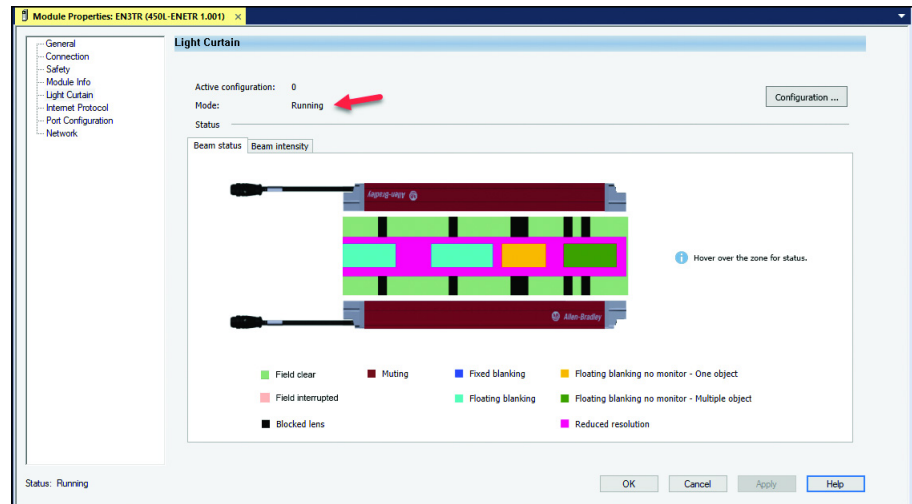 Module Properties: EN3TR (450L-ENETR 1.001) ×
General
Connection
Safety
Module Info
Light Curtain
Internet Protocol
Port Configuration
Network
Light Curtain
Active configuration: 0
Configuration ...
Mode: Running
Status
Beam status Beam intensity
Allen-Bradley
Hover over the zone for status.
Allen-Bradley
Field clear Muting Fixed blanking Floating blanking no monitor - One object
Field interrupted Floating blanking Floating blanking no monitor - Multiple object
Blocked lens Reduced resolution
Status: Running
OK Cancel Apply Help